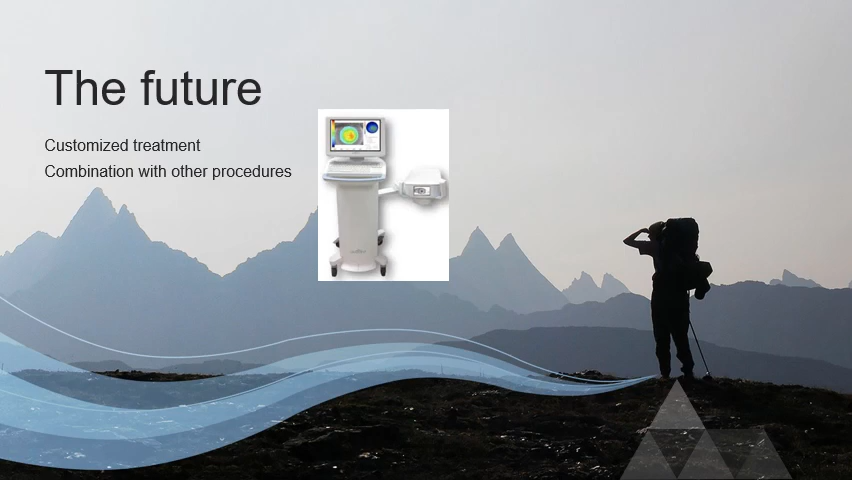 The future
Customized treatment
Combination with other procedures